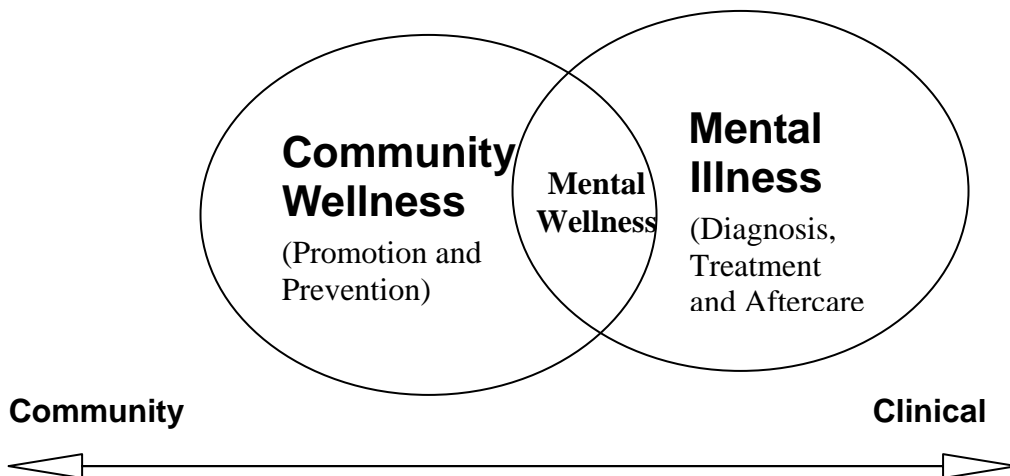 Community
Wellness
(Promotion and
Prevention)
Mental
Wellness
Mental
Illness
(Diagnosis,
Treatment
and Aftercare
Community
Clinical